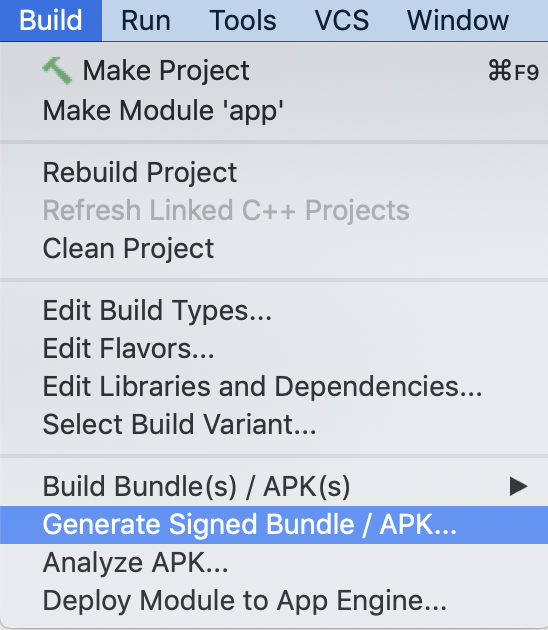 Build Run Tools VCS Window
Make Project ⌘F9
Make Module 'app'
Rebuild Project
Refresh Linked C++ Projects
Clean Project
Edit Build Types...
Edit Flavors...
Edit Libraries and Dependencies...
Select Build Variant...
Build Bundle(s) / APK(s)
Generate Signed Bundle / APK...
Analyze APK...
Deploy Module to App Engine...